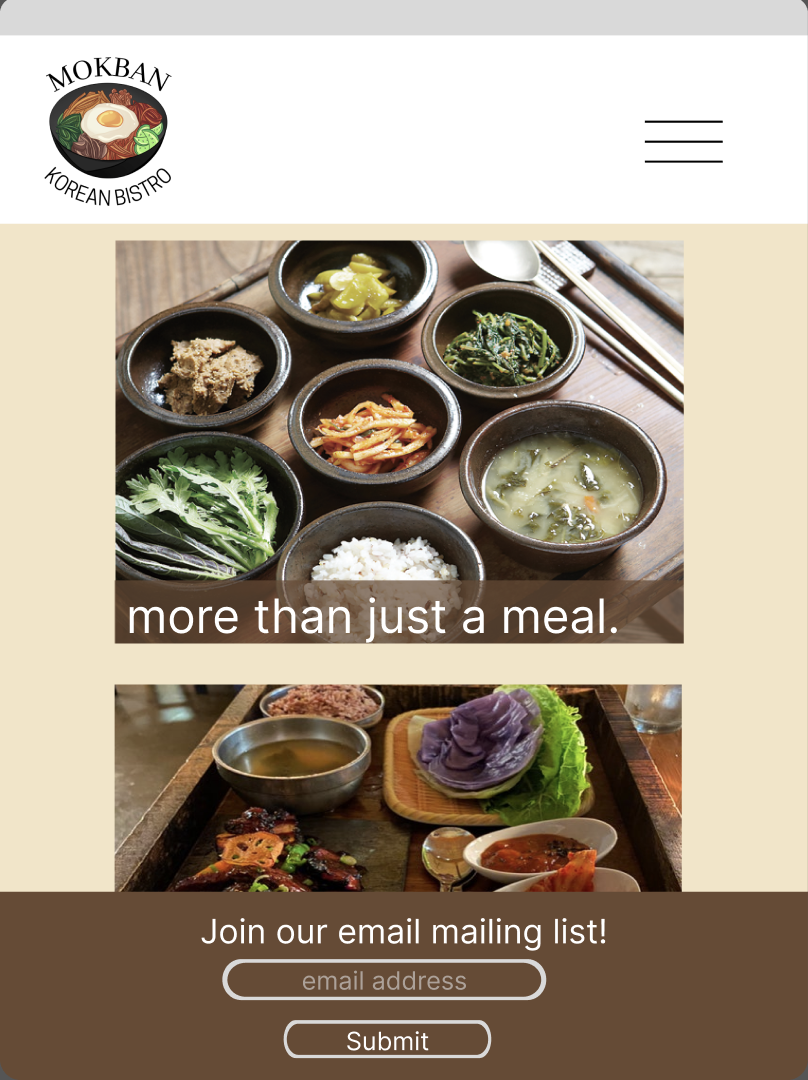 MOKBAN
KOREAN BISTRO
more than just a meal.
Join our email mailing list!
email address
Submit